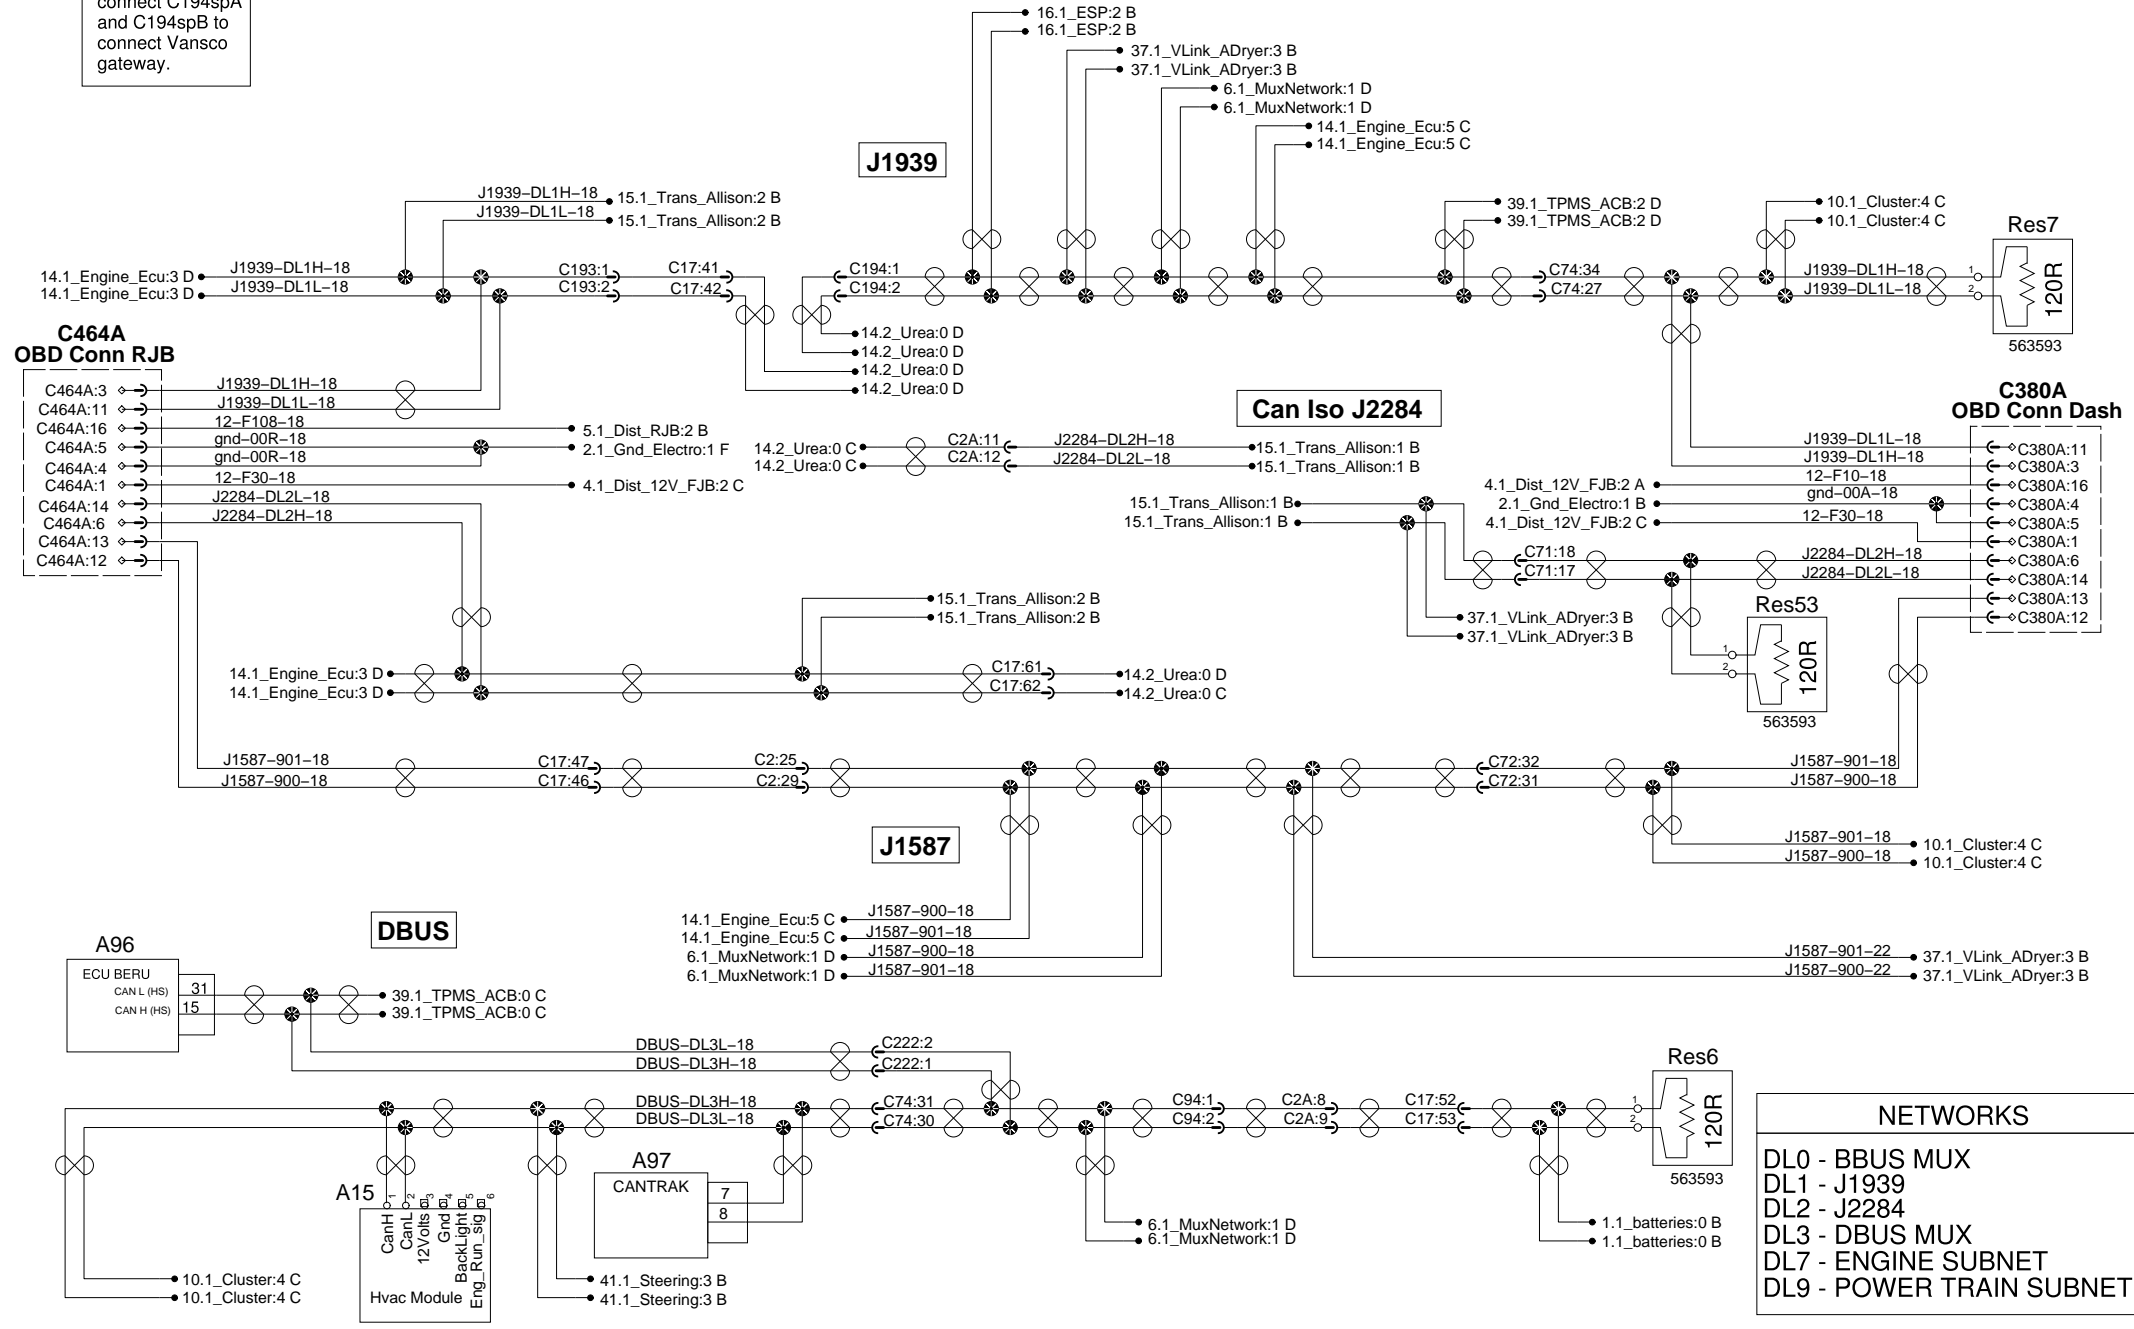 connect C194spA
and C194spB to
connect Vansco
gateway.
16.1_ESP:2 B
16.1_ESP:2 B
37.1_VLink_ADryer:3 B
37.1_VLink_ADryer:3 B
6.1_MuxNetwork:1 D
6.1_MuxNetwork:1 D
14.1_Engine_Ecu:5 C
14.1_Engine_Ecu:5 C
J1939
J1939-DL1H-18 15.1_Trans_Allison:2 B
J1939-DL1L-18 15.1_Trans_Allison:2 B
39.1_TPMS_ACB:2 D
39.1_TPMS_ACB:2 D
10.1_Cluster:4 C
10.1_Cluster:4 C
14.1_Engine_Ecu:3 D J1939-DL1H-18 C193:1 C17:41 C194:1 C74:34 J1939-DL1H-18 1
14.1_Engine_Ecu:3 D J1939-DL1L-18 C193:2 C17:42 C194:2 C74:27 J1939-DL1L-18 2
Res7
120R
563593
14.2_Urea:0 D
14.2_Urea:0 D
14.2_Urea:0 D
14.2_Urea:0 D
C464A
OBD Conn RJB
C464A:3 J1939-DL1H-18
C464A:11 J1939-DL1L-18
C464A:16 12-F108-18 5.1_Dist_RJB:2 B
C464A:5 gnd-00R-18 2.1_Gnd_Electro:1 F
C464A:4 gnd-00R-18
C464A:1 12-F30-18 4.1_Dist_12V_FJB:2 C
C464A:14 J2284-DL2L-18
C464A:6 J2284-DL2H-18
C464A:13
C464A:12
Can Iso J2284
14.2_Urea:0 C C2A:11 J2284-DL2H-18 15.1_Trans_Allison:1 B
14.2_Urea:0 C C2A:12 J2284-DL2L-18 15.1_Trans_Allison:1 B
15.1_Trans_Allison:1 B
15.1_Trans_Allison:1 B
C380A
OBD Conn Dash
J1939-DL1L-18 C380A:11
J1939-DL1H-18 C380A:3
4.1_Dist_12V_FJB:2 A 12-F10-18 C380A:16
2.1_Gnd_Electro:1 B gnd-00A-18 C380A:4
4.1_Dist_12V_FJB:2 C 12-F30-18 C380A:5
C380A:1
C71:18 J2284-DL2H-18 C380A:6
C71:17 J2284-DL2L-18 C380A:14
C380A:13
C380A:12
37.1_VLink_ADryer:3 B
37.1_VLink_ADryer:3 B
Res53
1
2
120R
563593
15.1_Trans_Allison:2 B
15.1_Trans_Allison:2 B
14.1_Engine_Ecu:3 D C17:61 14.2_Urea:0 D
14.1_Engine_Ecu:3 D C17:62 14.2_Urea:0 C
J1587-901-18 C17:47 C2:25 C72:32 J1587-901-18
J1587-900-18 C17:46 C2:29 C72:31 J1587-900-18
J1587
J1587-901-18 10.1_Cluster:4 C
J1587-900-18 10.1_Cluster:4 C
14.1_Engine_Ecu:5 C J1587-900-18
14.1_Engine_Ecu:5 C J1587-901-18
6.1_MuxNetwork:1 D J1587-900-18
6.1_MuxNetwork:1 D J1587-901-18
J1587-901-22 37.1_VLink_ADryer:3 B
J1587-900-22 37.1_VLink_ADryer:3 B
DBUS
A96
ECU BERU
CAN L (HS) 31 39.1_TPMS_ACB:0 C
CAN H (HS) 15 39.1_TPMS_ACB:0 C
DBUS-DL3L-18 C222:2
DBUS-DL3H-18 C222:1
DBUS-DL3H-18 C74:31 C94:1 C2A:8 C17:52 1
DBUS-DL3L-18 C74:30 C94:2 C2A:9 C17:53 2
Res6
120R
563593
A15
1 2 3 4 5 6
CanH
CanL
12Volts
Gnd
BackLight
Eng_Run_sig
Hvac Module
A97
CANTRAK
7
8
10.1_Cluster:4 C
10.1_Cluster:4 C
41.1_Steering:3 B
41.1_Steering:3 B
6.1_MuxNetwork:1 D
6.1_MuxNetwork:1 D
1.1_batteries:0 B
1.1_batteries:0 B
NETWORKS
DL0 - BBUS MUX
DL1 - J1939
DL2 - J2284
DL3 - DBUS MUX
DL7 - ENGINE SUBNET
DL9 - POWER TRAIN SUBNET